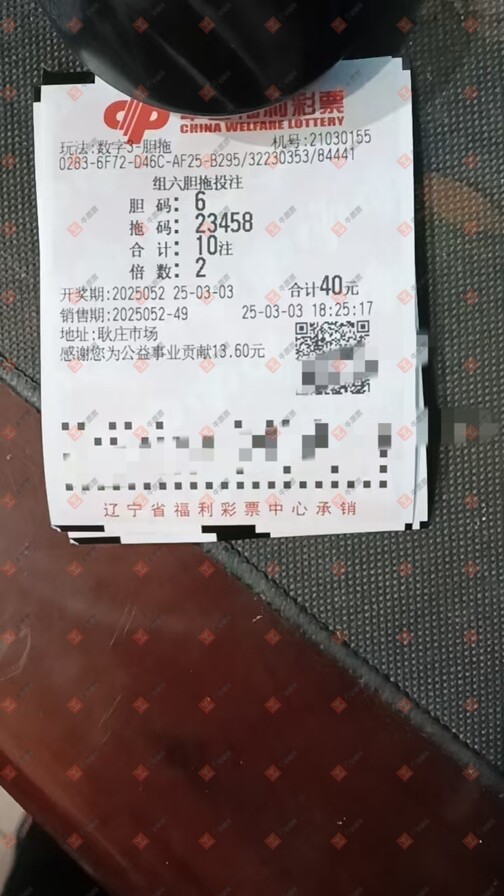 福利彩票
CHINA WELFARE LOTTERY
玩法:数字3-胆拖 机号:21030155
0283-6F72-D46C-AF25-B295/32230353/84441
组六胆拖投注
胆 码: 6
拖 码: 23458
合 计: 10注
倍 数: 2
开奖期:2025052 25-03-03 合计40元
销售期:2025052-49 25-03-03 18:25:17
地址:耿庄市场
感谢您为公益事业贡献13.60元
辽宁省福利彩票中心承销